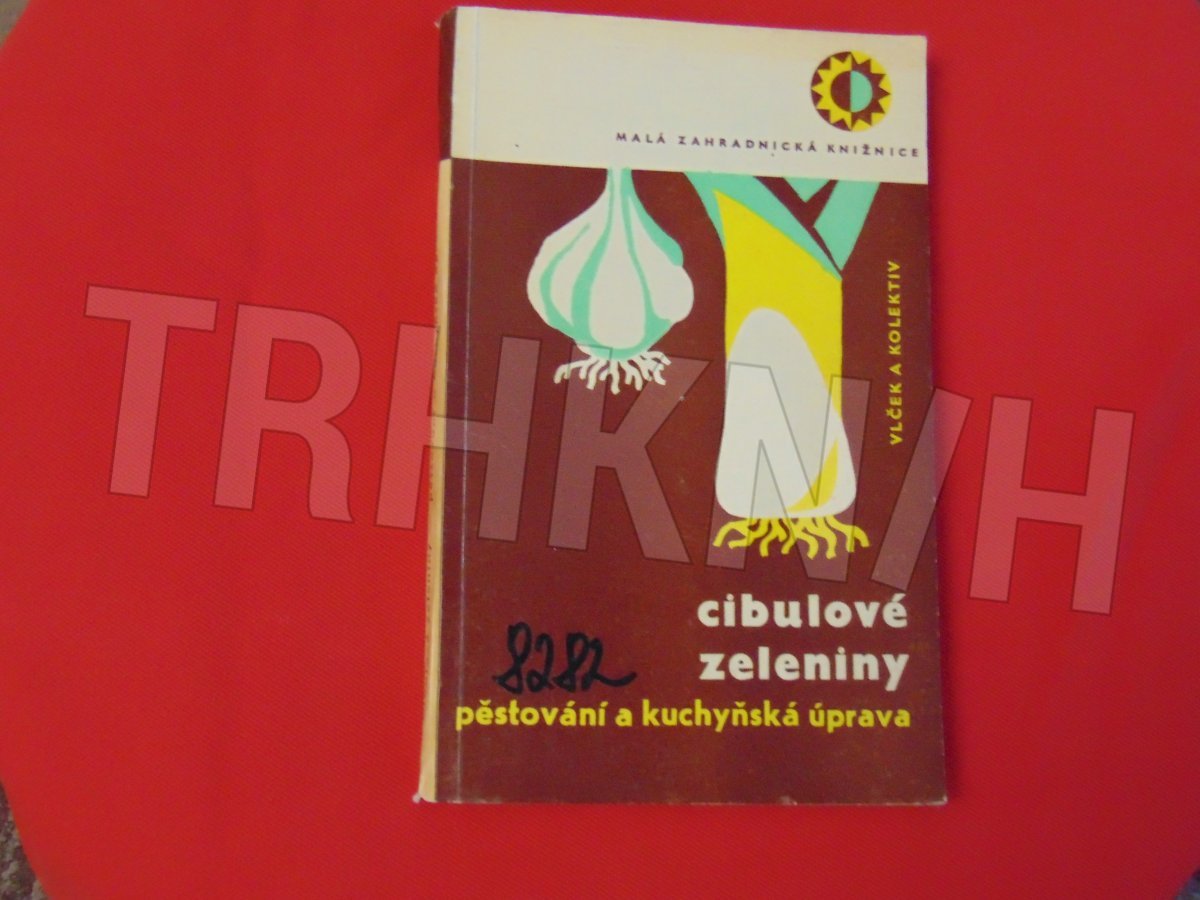 MALÁ ZAHRADNICKÁ KNIŽNICE
VLČEK A KOLEKTIV
TRHKNIH
cibulové
zeleniny
8282
pěstování a kuchyňská úprava